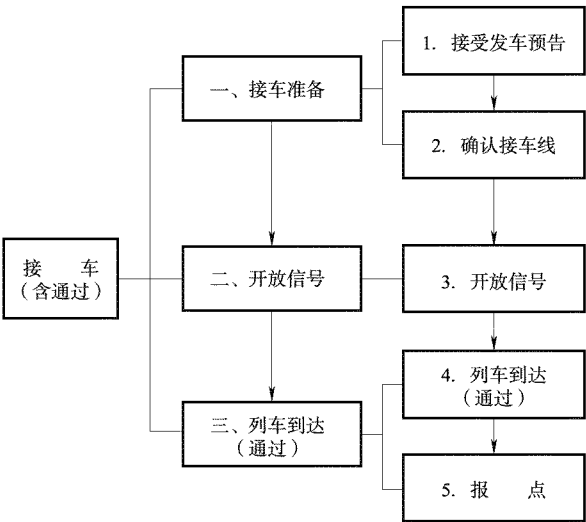 接　　车
（含通过）
一、接车准备
二、开放信号
三、列车到达
（通过）
1. 接受发车预告
2. 确认接车线
3. 开放信号
4. 列车到达
（通过）
5. 报　　点